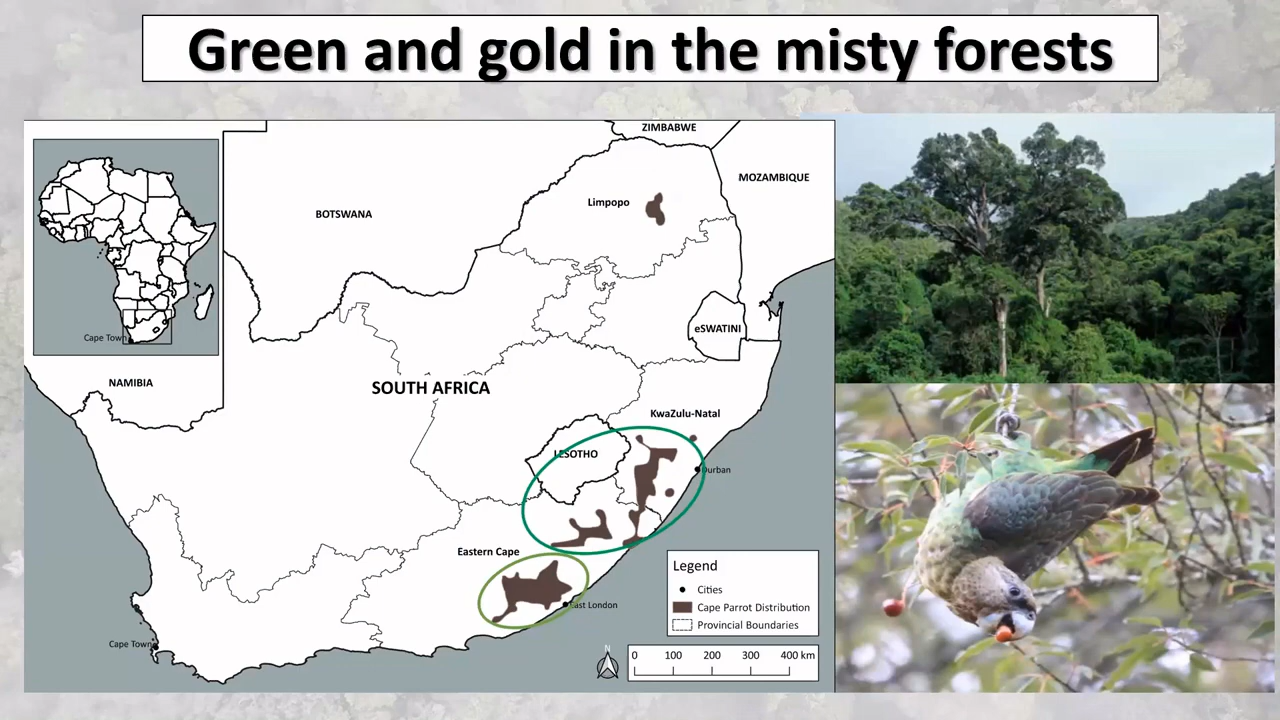 Green and gold in the misty forests
ZIMBABWE
MOZAMBIQUE
Limpopo
BOTSWANA
eSWATINI
Cape Town
NAMIBIA
SOUTH AFRICA
KwaZulu-Natal
LESOTHO
Durban
Eastern Cape
East London
Cape Town
Legend
Cities
Cape Parrot Distribution
Provincial Boundaries
N
0 100 200 300 400 km